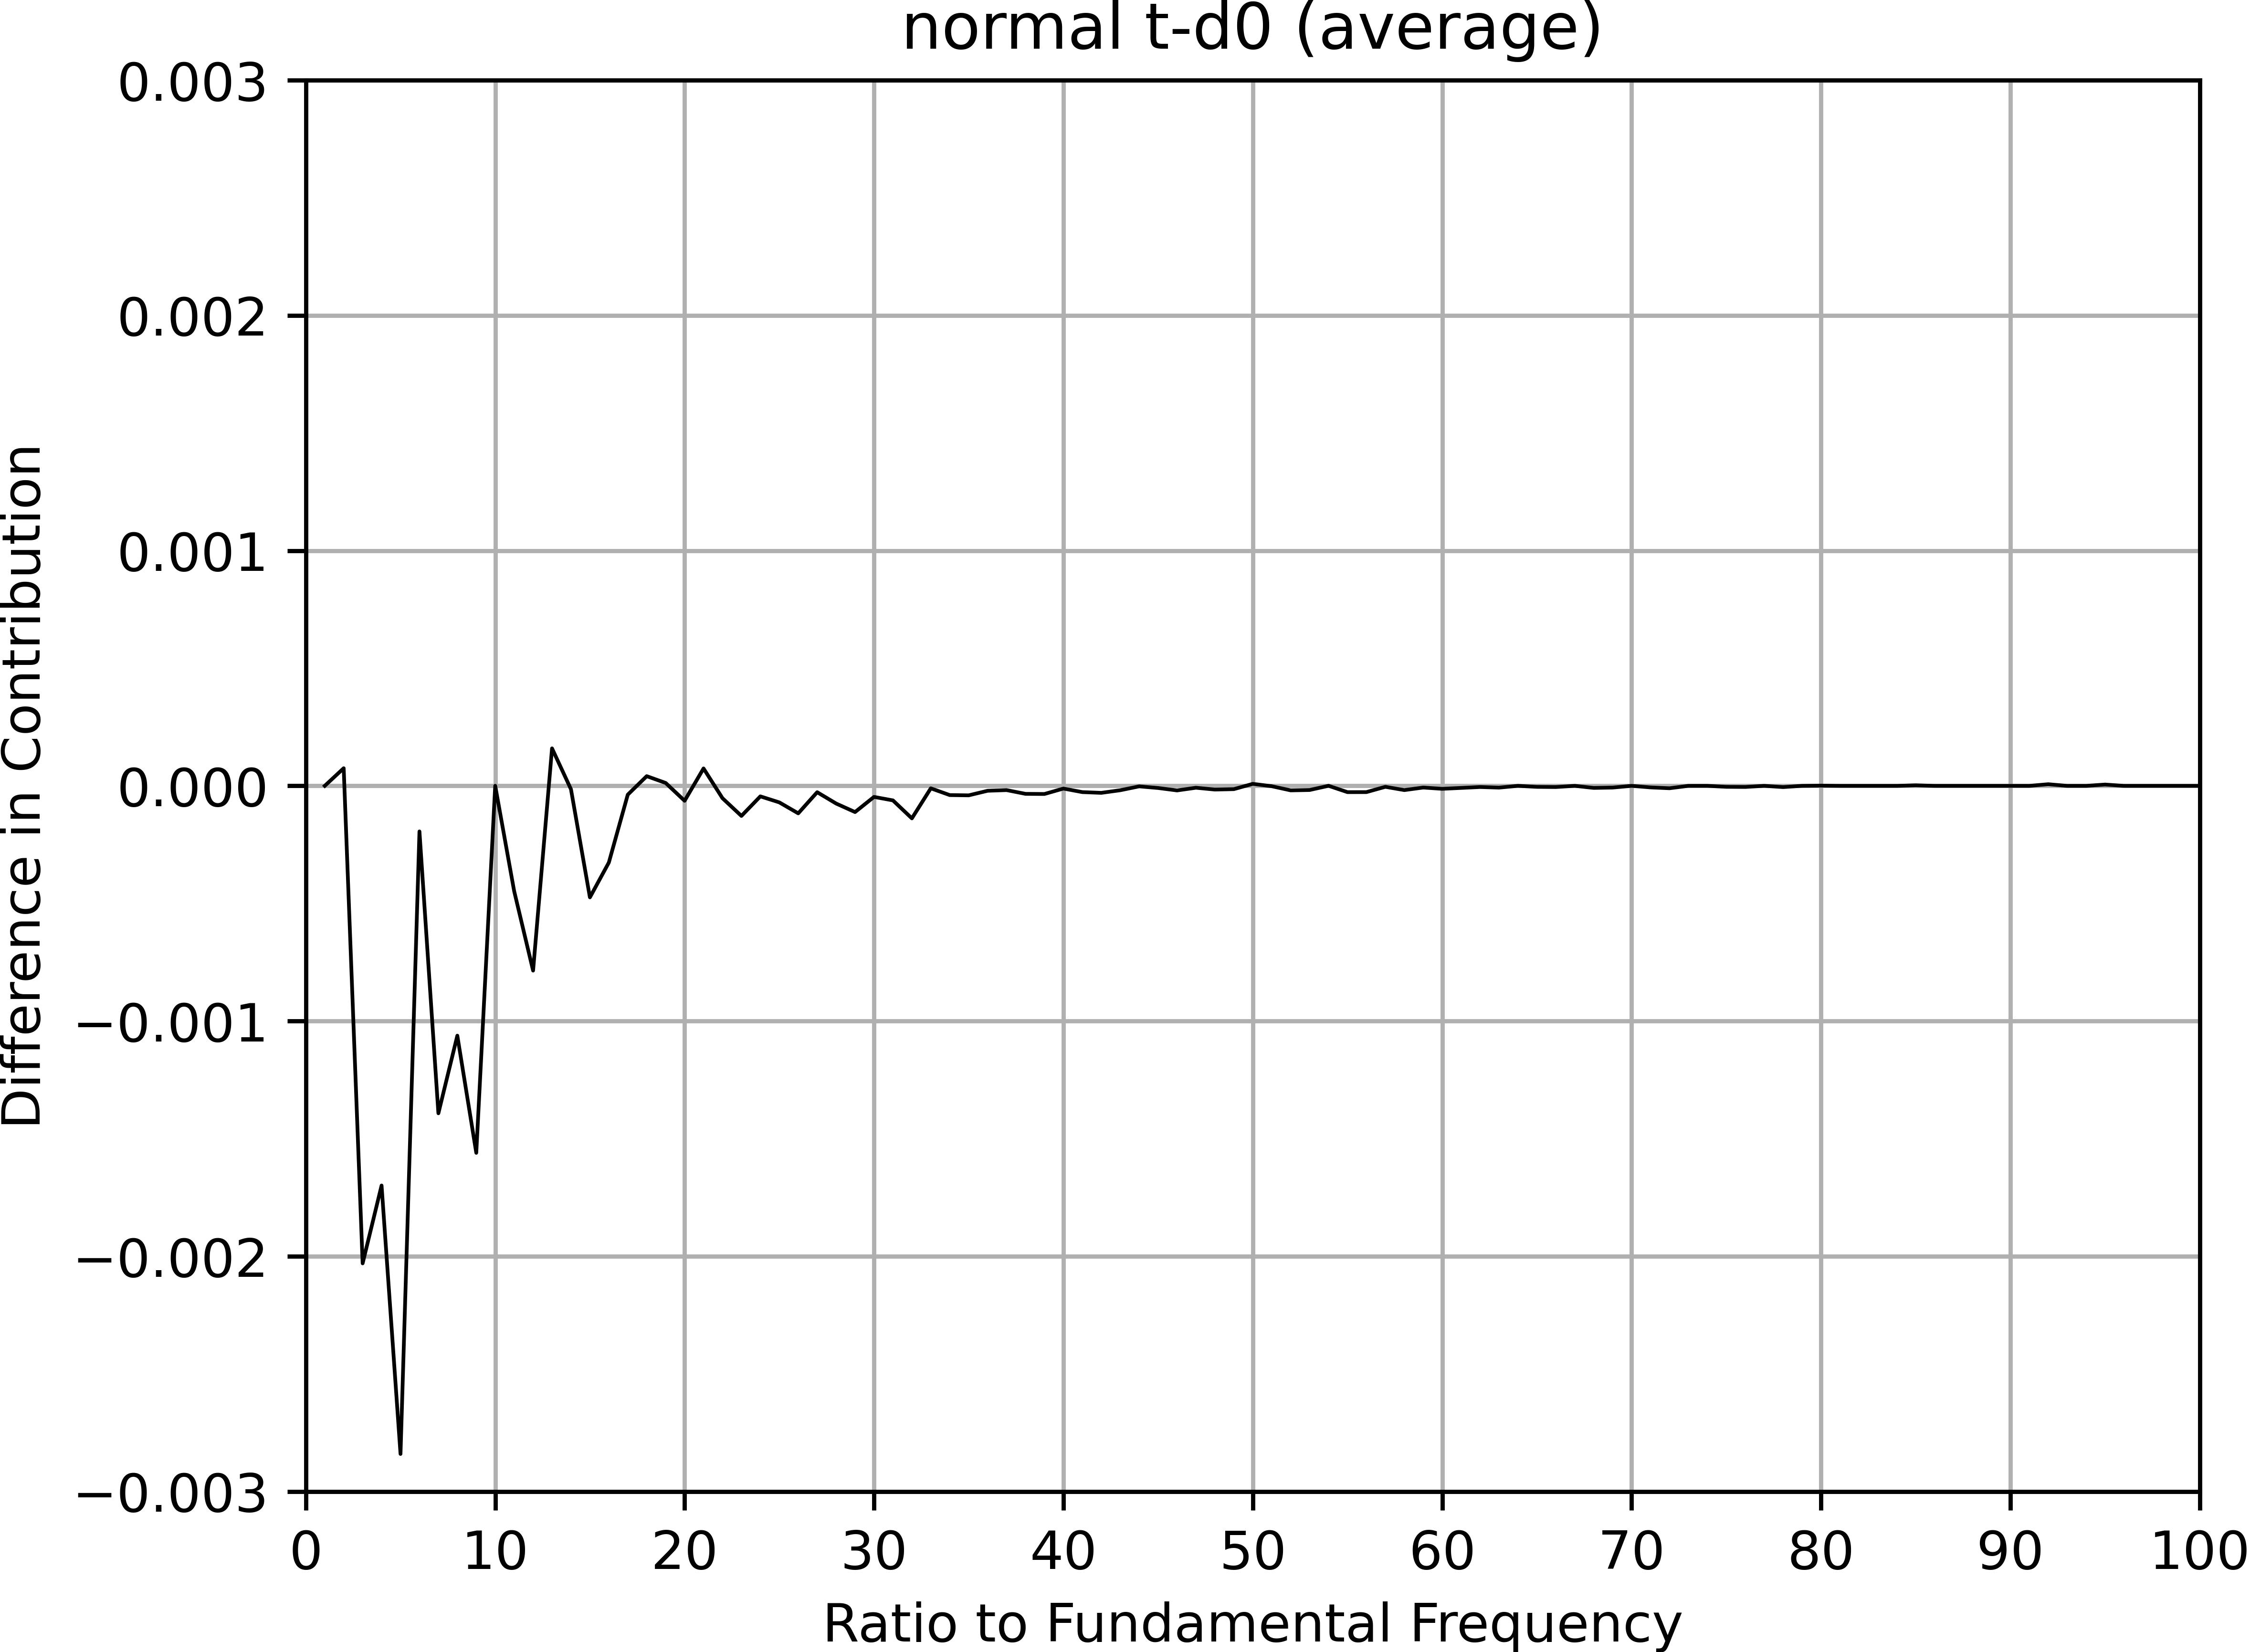 normal t-d0 (average)
0.003
0.002
0.001
0.000
−0.001
−0.002
−0.003
Difference in Contribution
0 10 20 30 40 50 60 70 80 90 100
Ratio to Fundamental Frequency